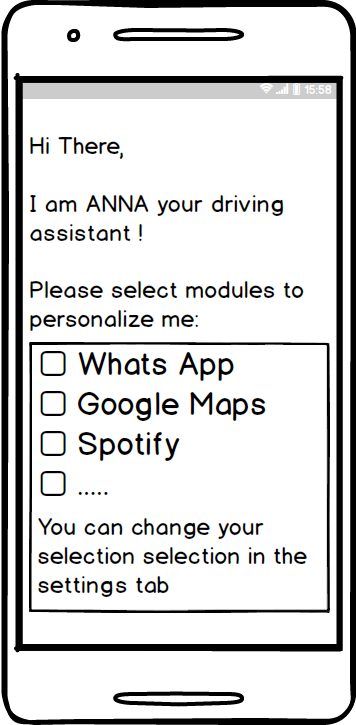 15:58
Hi There,
I am ANNA your driving
assistant !
Please select modules to
personalize me:
Whats App
Google Maps
Spotify
.....
You can change your
selection selection in the
settings tab